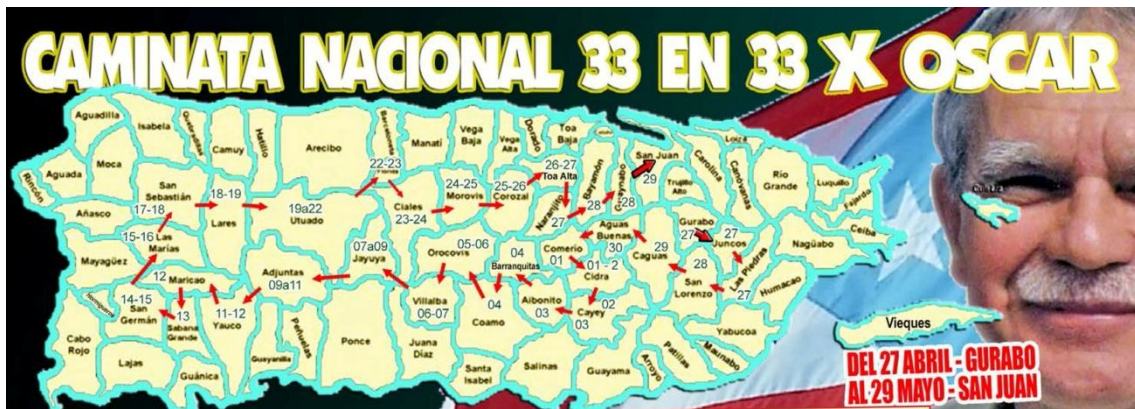 CAMINATA NACIONAL 33 EN 33 X OSCAR
Aguadilla
Isabela
Quebradillas
Camuy
Hatillo
Arecibo
Barceloneta
Florida
22-23
Manatí
Vega
Baja
Vega
Alta
Dorado
Toa
Baja
26-27
Toa Alta
Bayamón
28
Guaynabo
28
San Juan
29
Trujillo
Alto
Carolina
Loíza
Canóvanas
Río
Grande
Luquillo
Fajardo
Ceiba
Culebra
Moca
Aguada
Rincón
Añasco
San
Sebastián
17-18
18-19
Lares
19a22
Utuado
Ciales
23-24
24-25
Morovis
25-26
Corozal
Naranjito
27
Aguas
Buenas
30
Gurabo
27
27
Juncos
Las Piedras
27
Nagüabo
Humacao
15-16
Las
Marías
Mayagüez
12
Maricao
Adjuntas
09a11
07a09
Jayuya
Orocovis
05-06
04
Barranquitas
Comerio
01
01 - 2
Cidra
29
Caguas
28
San
Lorenzo
Hormigueros
14-15
San
Germán
13
Sabana
Grande
11-12
Yauco
Villalba
06-07
04
Coamo
Aibonito
03
02
Cayey
03
Yabucoa
Vieques
Cabo
Rojo
Lajas
Guánica
Guayanilla
Peñuelas
Ponce
Juana
Díaz
Santa
Isabel
Salinas
Guayama
Arroyo
Patillas
Maunabo
DEL 27 ABRIL - GURABO
AL 29 MAYO - SAN JUAN